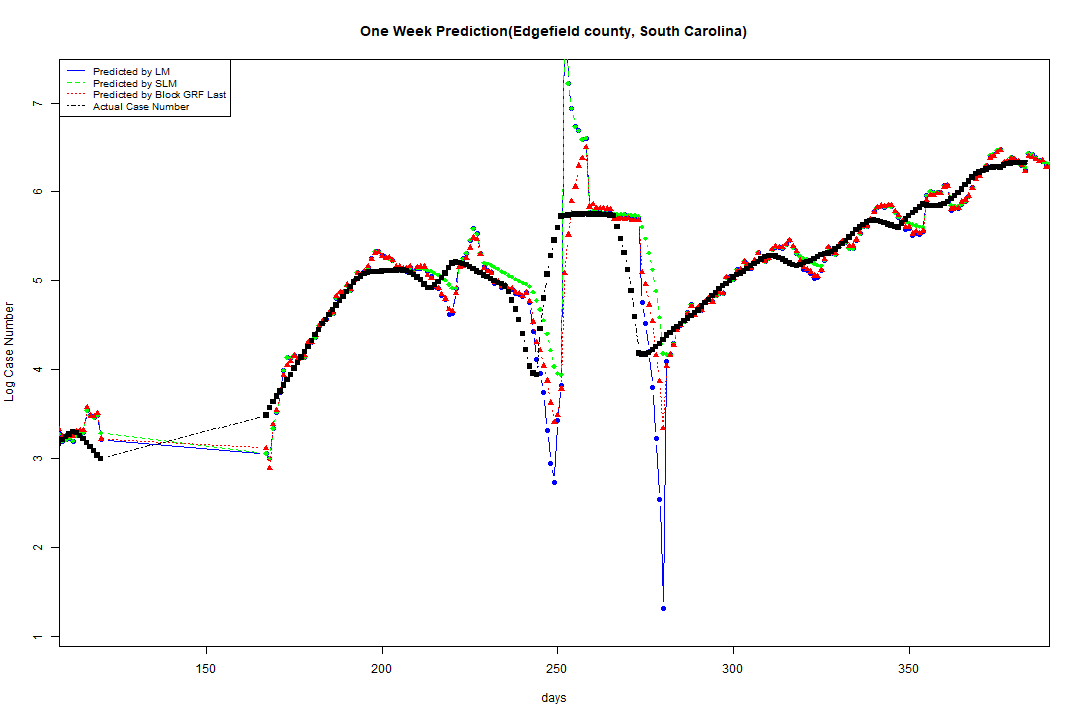 One Week Prediction(Edgefield county, South Carolina)
Predicted by LM
Predicted by SLM
Predicted by Block GRF Last
Actual Case Number
Log Case Number
7
6
5
4
3
2
1
150
200
250
300
350
days